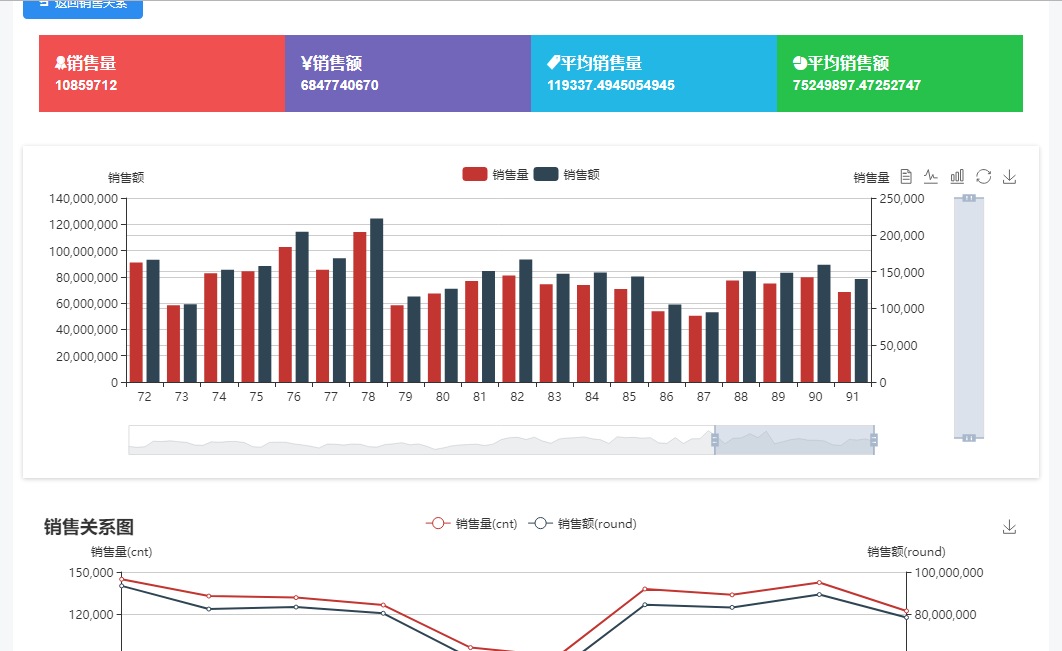 返回销售关系
销售量 ¥销售额 平均销售量 平均销售额
10859712 6847740670 119337.4945054945 75249897.47252747
销售额 销售量 销售额 销售量
140,000,000 250,000
120,000,000
100,000,000 200,000
80,000,000 150,000
60,000,000 100,000
40,000,000
20,000,000 50,000
0 0
72 73 74 75 76 77 78 79 80 81 82 83 84 85 86 87 88 89 90 91
销售关系图 销售量(cnt) 销售额(round)
销售量(cnt) 销售额(round)
150,000 100,000,000
120,000 80,000,000